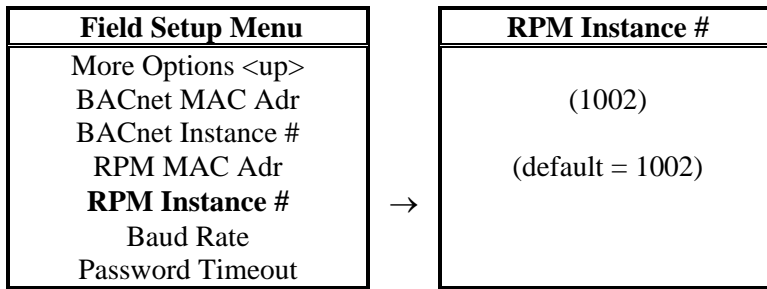 Field Setup Menu
More Options <up>
BACnet MAC Adr
BACnet Instance #
RPM MAC Adr
RPM Instance #
Baud Rate
Password Timeout
→
RPM Instance #
(1002)
(default = 1002)